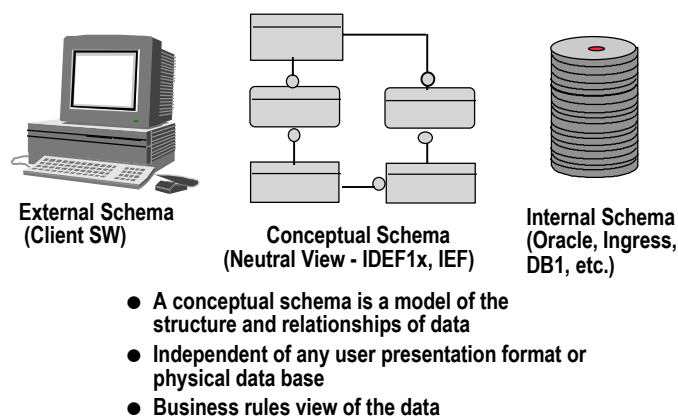 External Schema
(Client SW)
Conceptual Schema
(Neutral View - IDEF1x, IEF)
Internal Schema
(Oracle, Ingress,
DB1, etc.)
● A conceptual schema is a model of the
structure and relationships of data
● Independent of any user presentation format or
physical data base
● Business rules view of the data